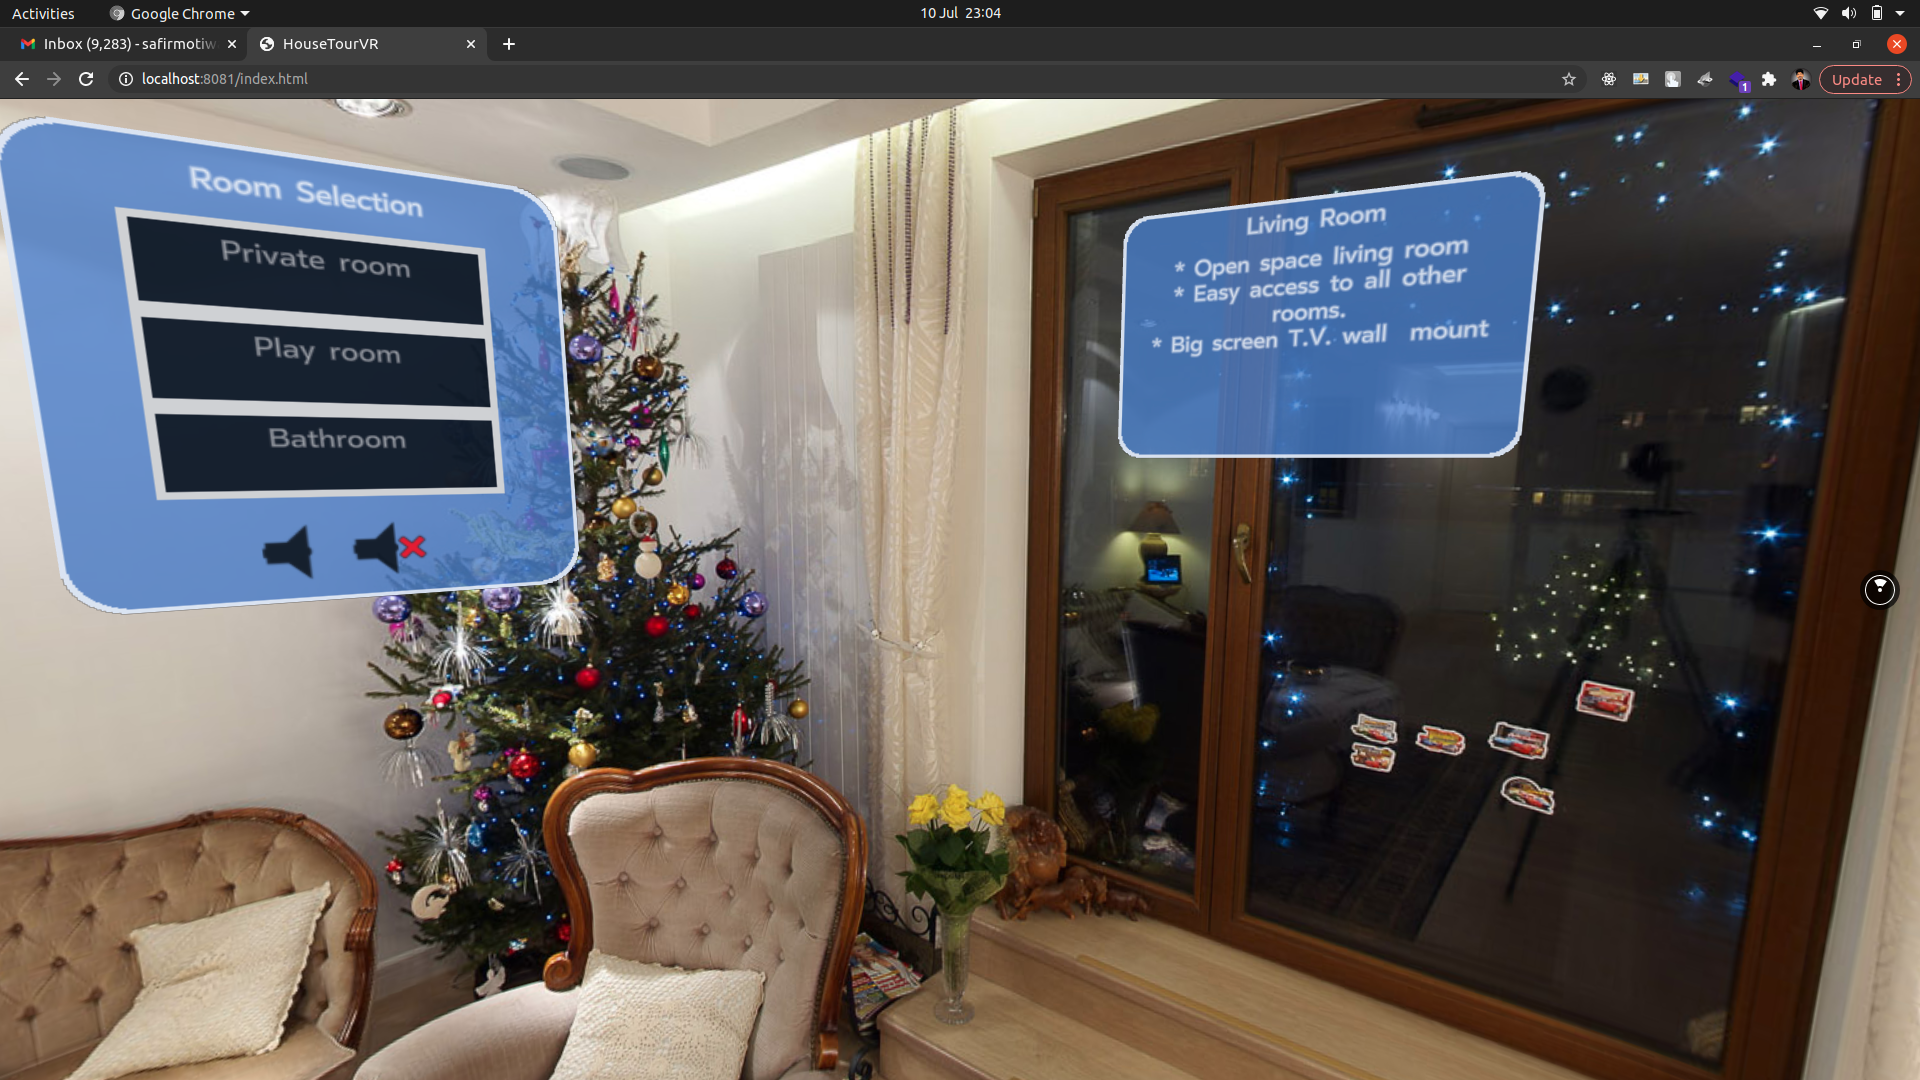 Activities
Google Chrome
10 Jul 23:04
Inbox (9,283) - safirmotiw
HouseTourVR
localhost:8081/index.html
1
Update
Room Selection
Private room
Play room
Bathroom
Living Room
* Open space living room
* Easy access to all other
rooms.
* Big screen T.V. wall mount